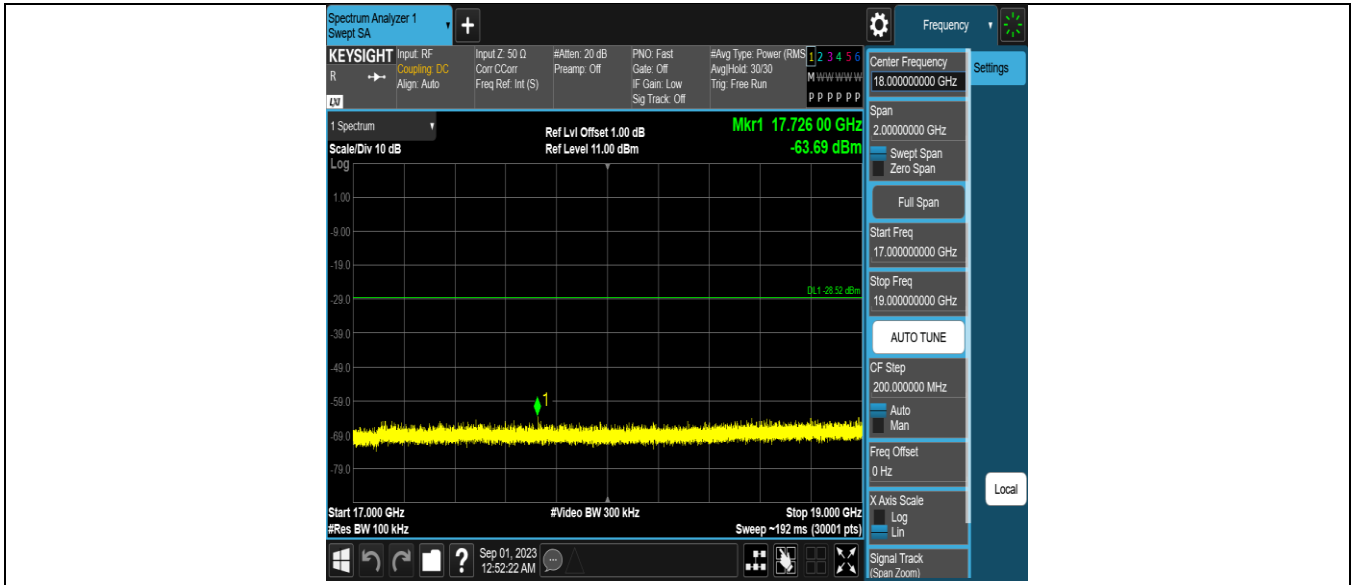 Spectrum Analyzer 1
Swept SA
+
Frequency
KEYSIGHT
R
LXI
Input: RF
Coupling: DC
Align: Auto
Input Z: 50 Ω
Corr CCorr
Freq Ref: Int (S)
#Atten: 20 dB
Preamp: Off
PNO: Fast
Gate: Off
IF Gain: Low
Sig Track: Off
#Avg Type: Power (RMS
Avg|Hold: 30/30
Trig: Free Run
1 2 3 4 5 6
M W W W W W
P P P P P P
1 Spectrum
Scale/Div 10 dB
Log
Ref Lvl Offset 1.00 dB
Ref Level 11.00 dBm
Mkr1 17.726 00 GHz
-63.69 dBm
1.00
-9.00
-19.0
-29.0
-39.0
-49.0
-59.0
-69.0
-79.0
DL1 -28.52 dBm
1
Start 17.000 GHz
#Res BW 100 kHz
#Video BW 300 kHz
Stop 19.000 GHz
Sweep ~192 ms (30001 pts)
?
Sep 01, 2023
12:52:22 AM
Center Frequency
18.000000000 GHz
Span
2.00000000 GHz
Swept Span
Zero Span
Full Span
Start Freq
17.000000000 GHz
Stop Freq
19.000000000 GHz
AUTO TUNE
CF Step
200.000000 MHz
Auto
Man
Freq Offset
0 Hz
X Axis Scale
Log
Lin
Signal Track
(Span Zoom)
Settings
Local